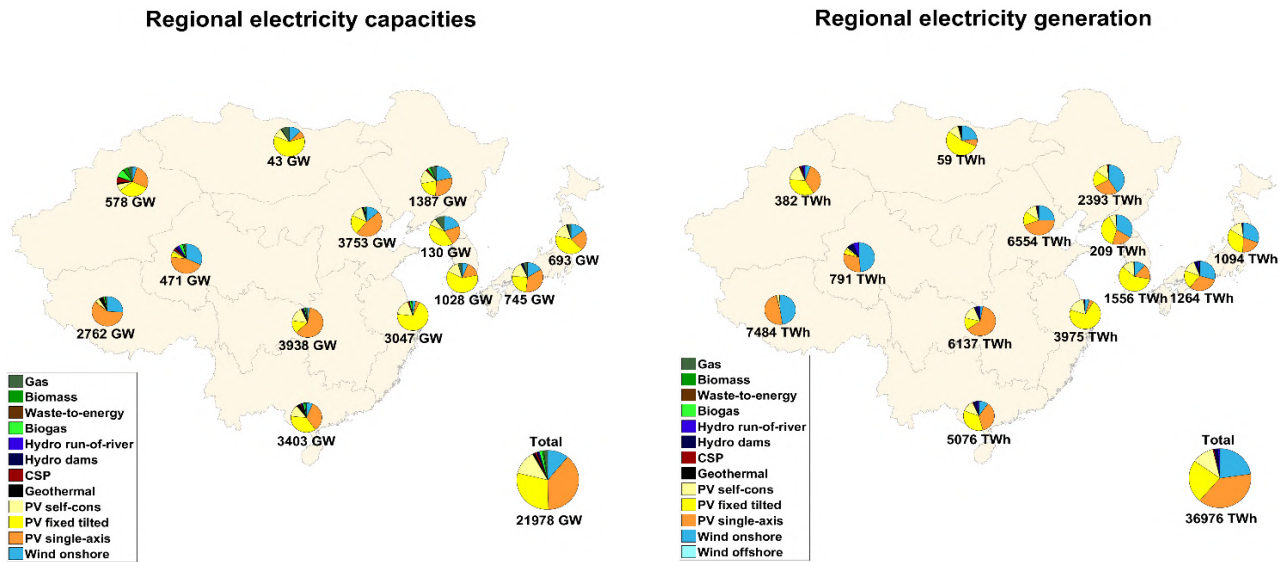 Regional electricity capacities
43 GW
578 GW
1387 GW
3753 GW
130 GW
693 GW
471 GW
1028 GW
745 GW
2762 GW
3938 GW
3047 GW
3403 GW
Gas
Biomass
Waste-to-energy
Biogas
Hydro run-of-river
Hydro dams
CSP
Geothermal
PV self-cons
PV fixed tilted
PV single-axis
Wind onshore
Total
21978 GW
Regional electricity generation
59 TWh
382 TWh
2393 TWh
6554 TWh
209 TWh
1094 TWh
791 TWh
1556 TWh
1264 TWh
7484 TWh
6137 TWh
3975 TWh
5076 TWh
Gas
Biomass
Waste-to-energy
Biogas
Hydro run-of-river
Hydro dams
CSP
Geothermal
PV self-cons
PV fixed tilted
PV single-axis
Wind onshore
Wind offshore
Total
36976 TWh